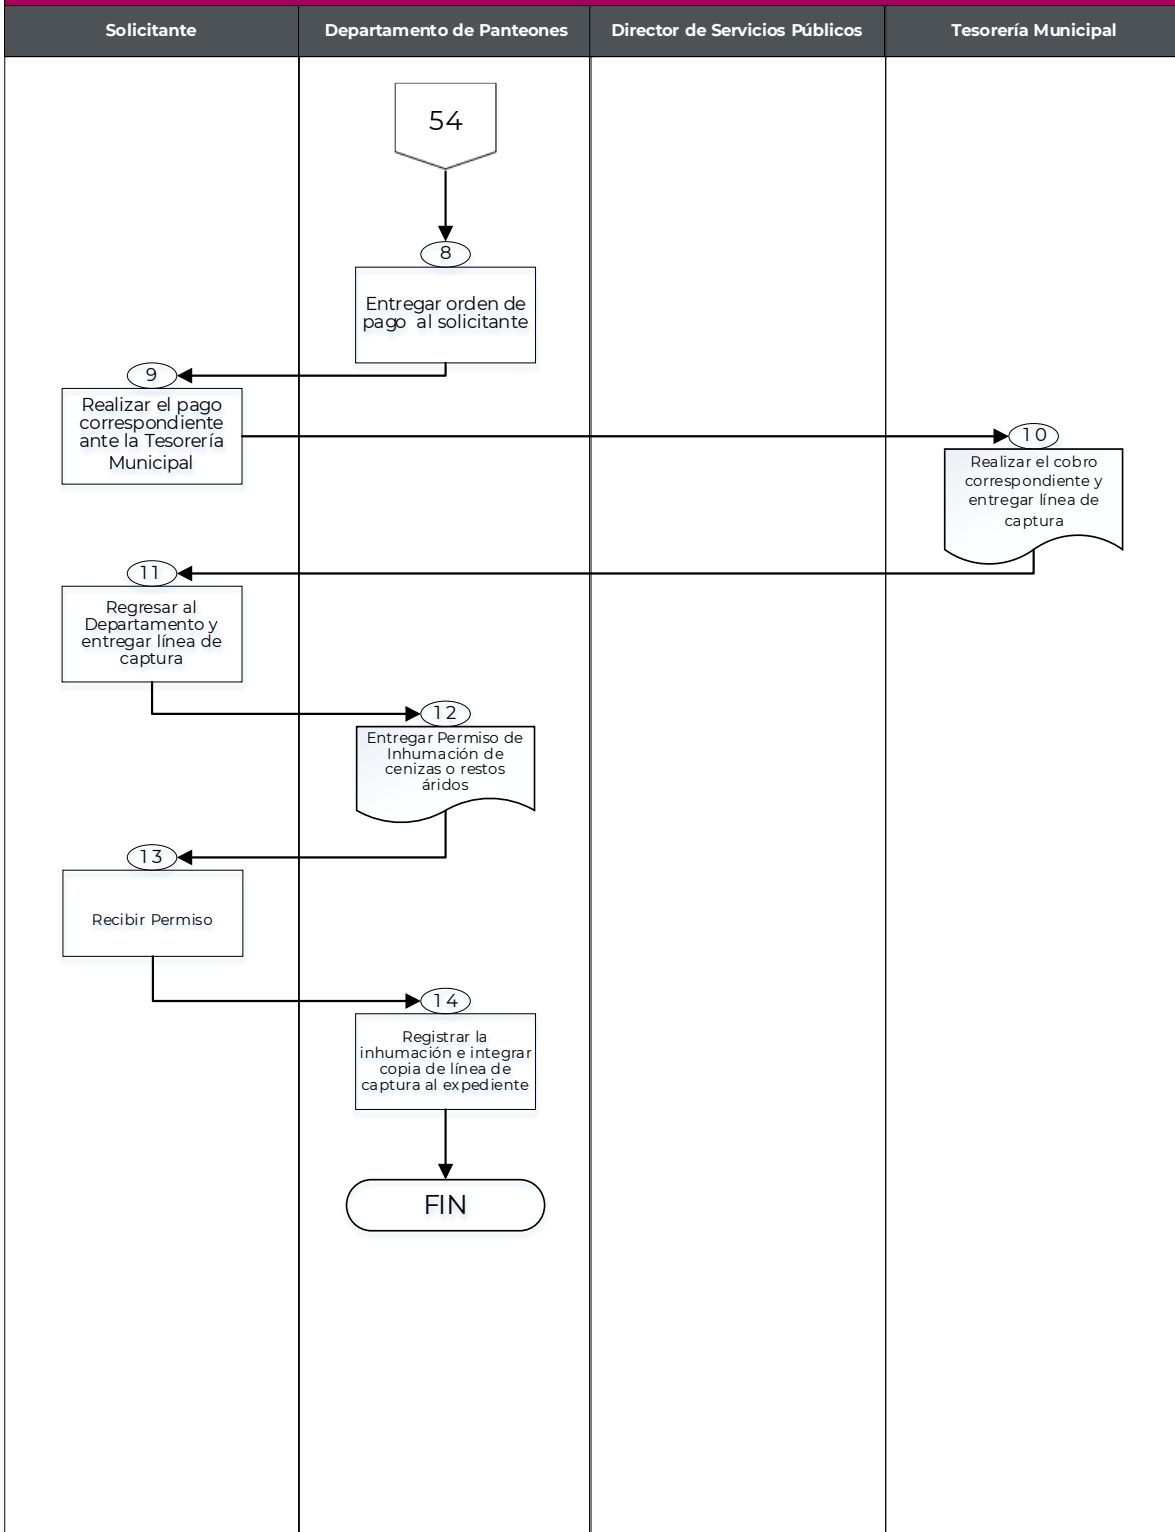 Solicitante
Departamento de Panteones
Director de Servicios Públicos
Tesorería Municipal
54
8
Entregar orden de
pago al solicitante
9
Realizar el pago
correspondiente
ante la Tesorería
Municipal
10
Realizar el cobro
correspondiente y
entregar línea de
captura
11
Regresar al
Departamento y
entregar línea de
captura
12
Entregar Permiso de
Inhumación de
cenizas o restos
áridos
13
Recibir Permiso
14
Registrar la
inhumación e integrar
copia de línea de
captura al expediente
FIN